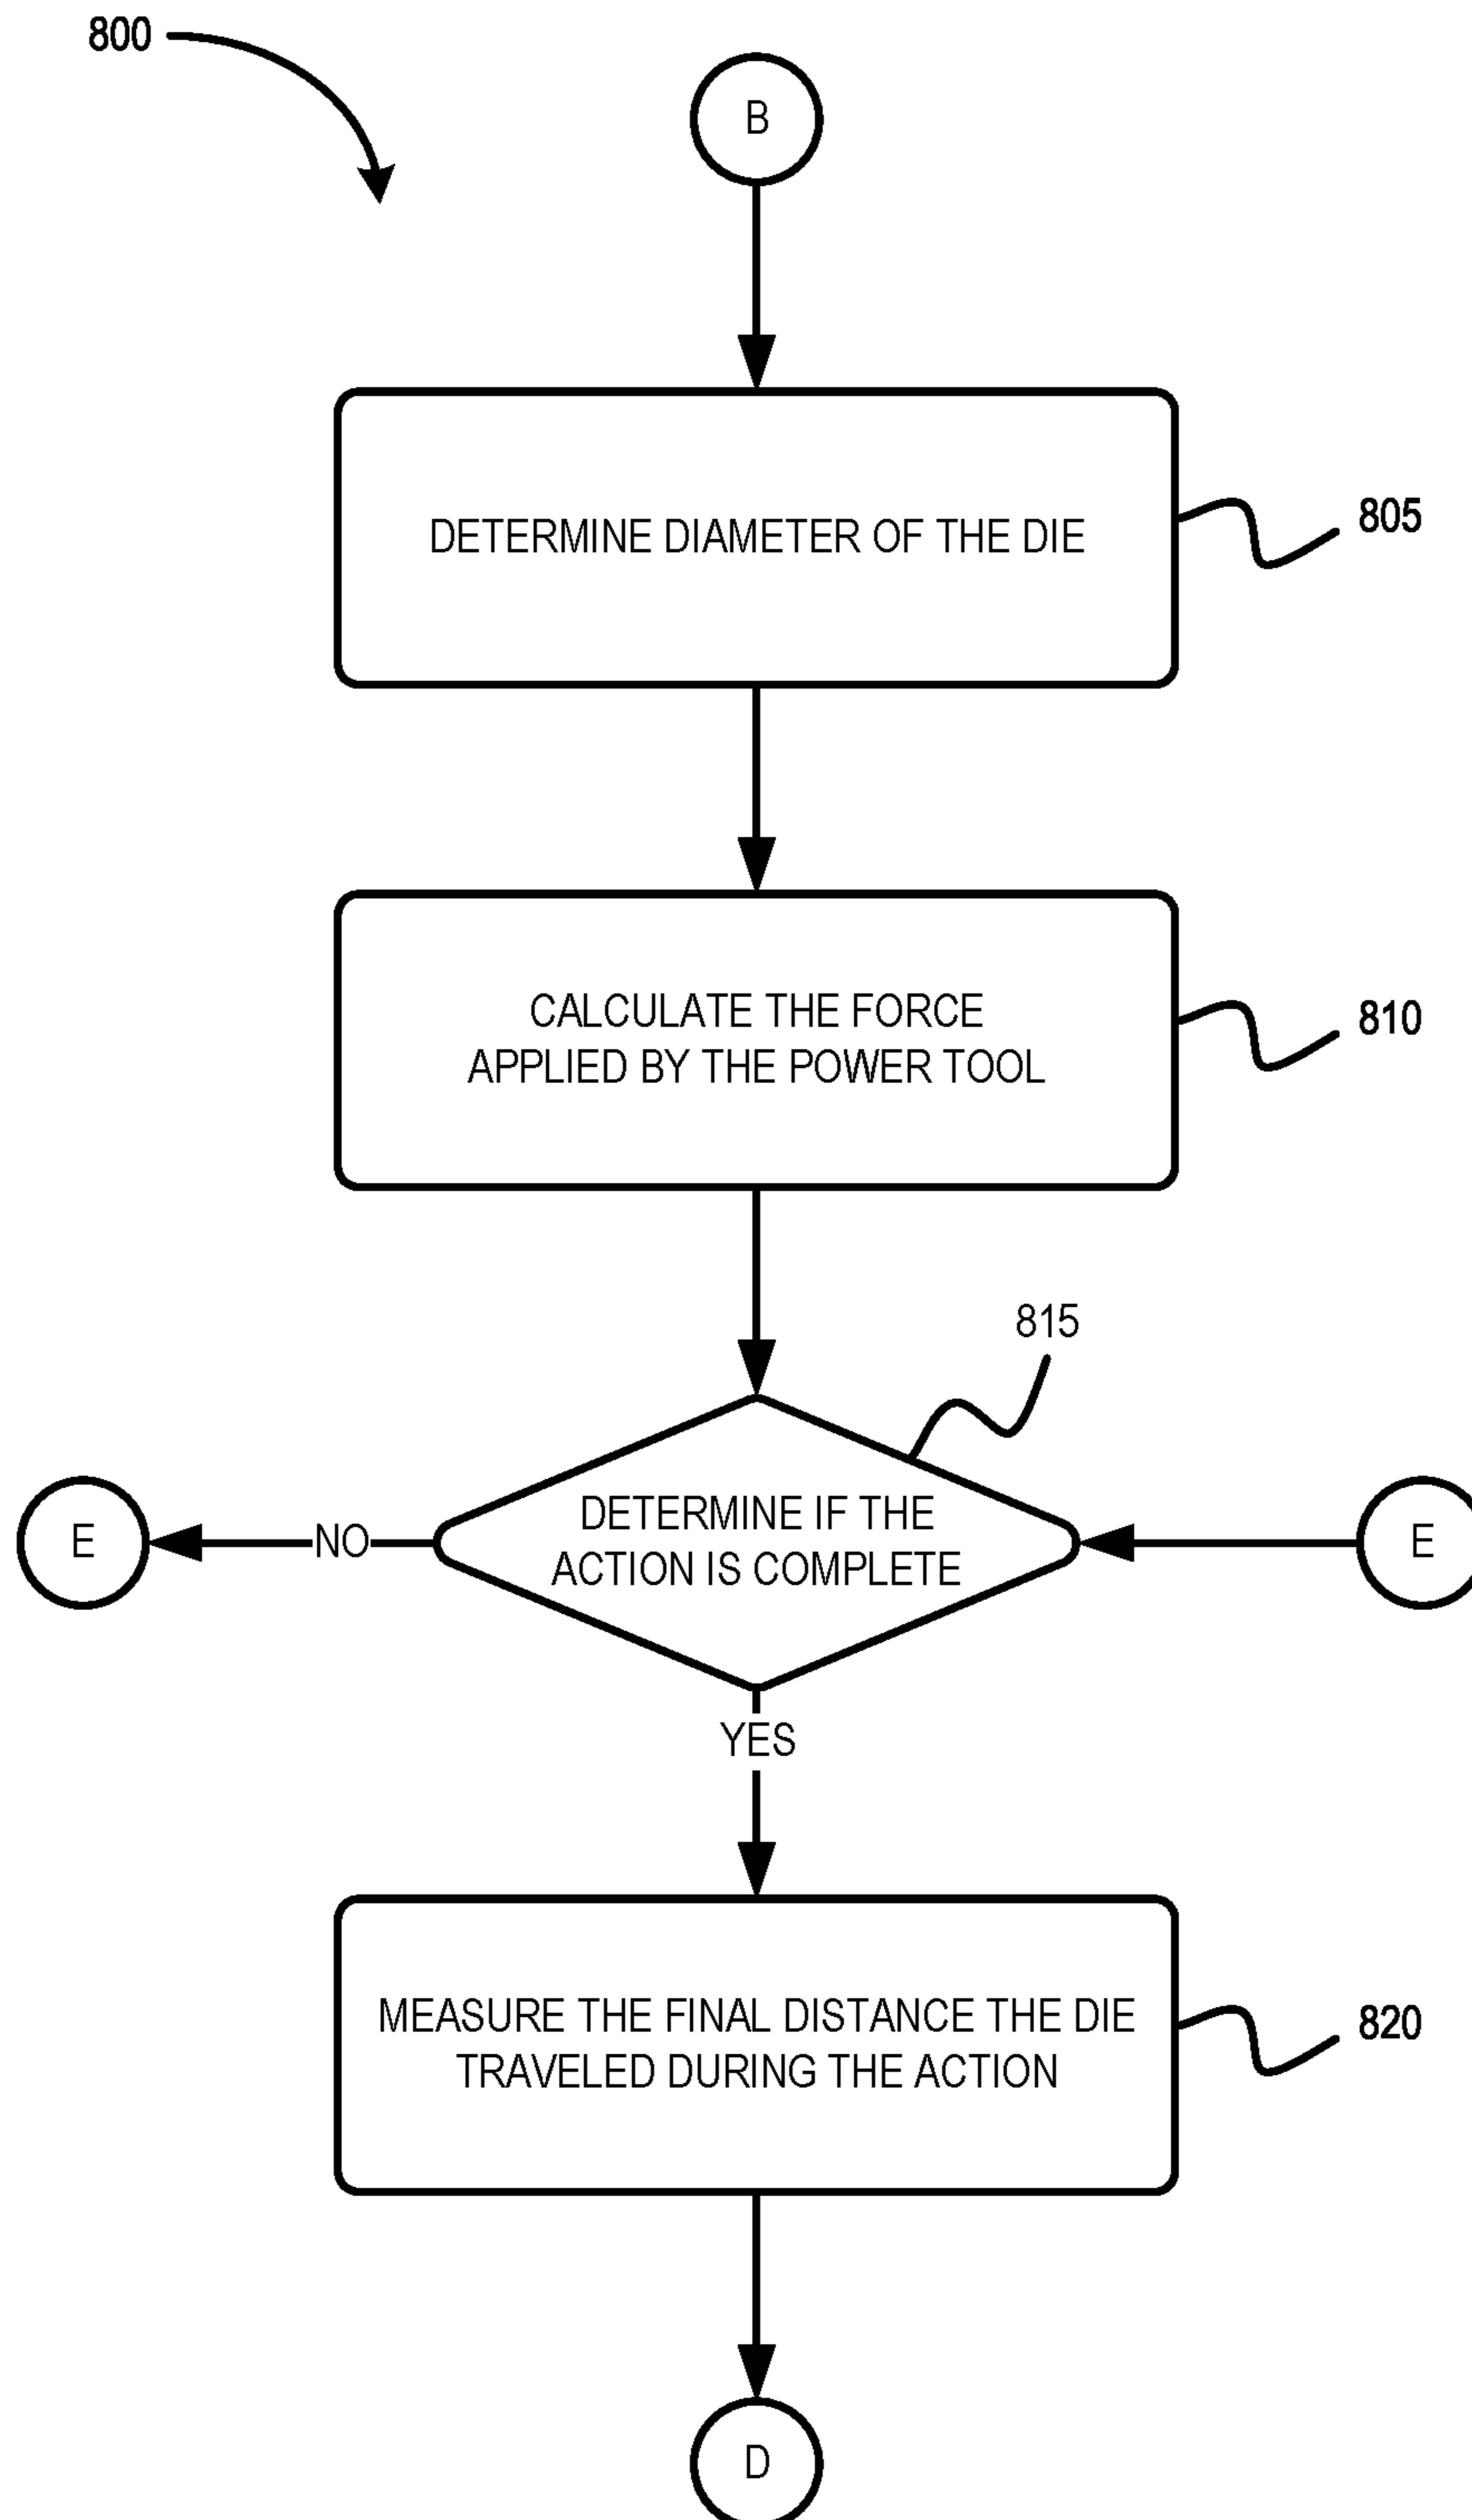 800
B
DETERMINE DIAMETER OF THE DIE
805
CALCULATE THE FORCE
APPLIED BY THE POWER TOOL
810
815
DETERMINE IF THE
ACTION IS COMPLETE
E
NO
E
YES
MEASURE THE FINAL DISTANCE THE DIE
TRAVELED DURING THE ACTION
820
D